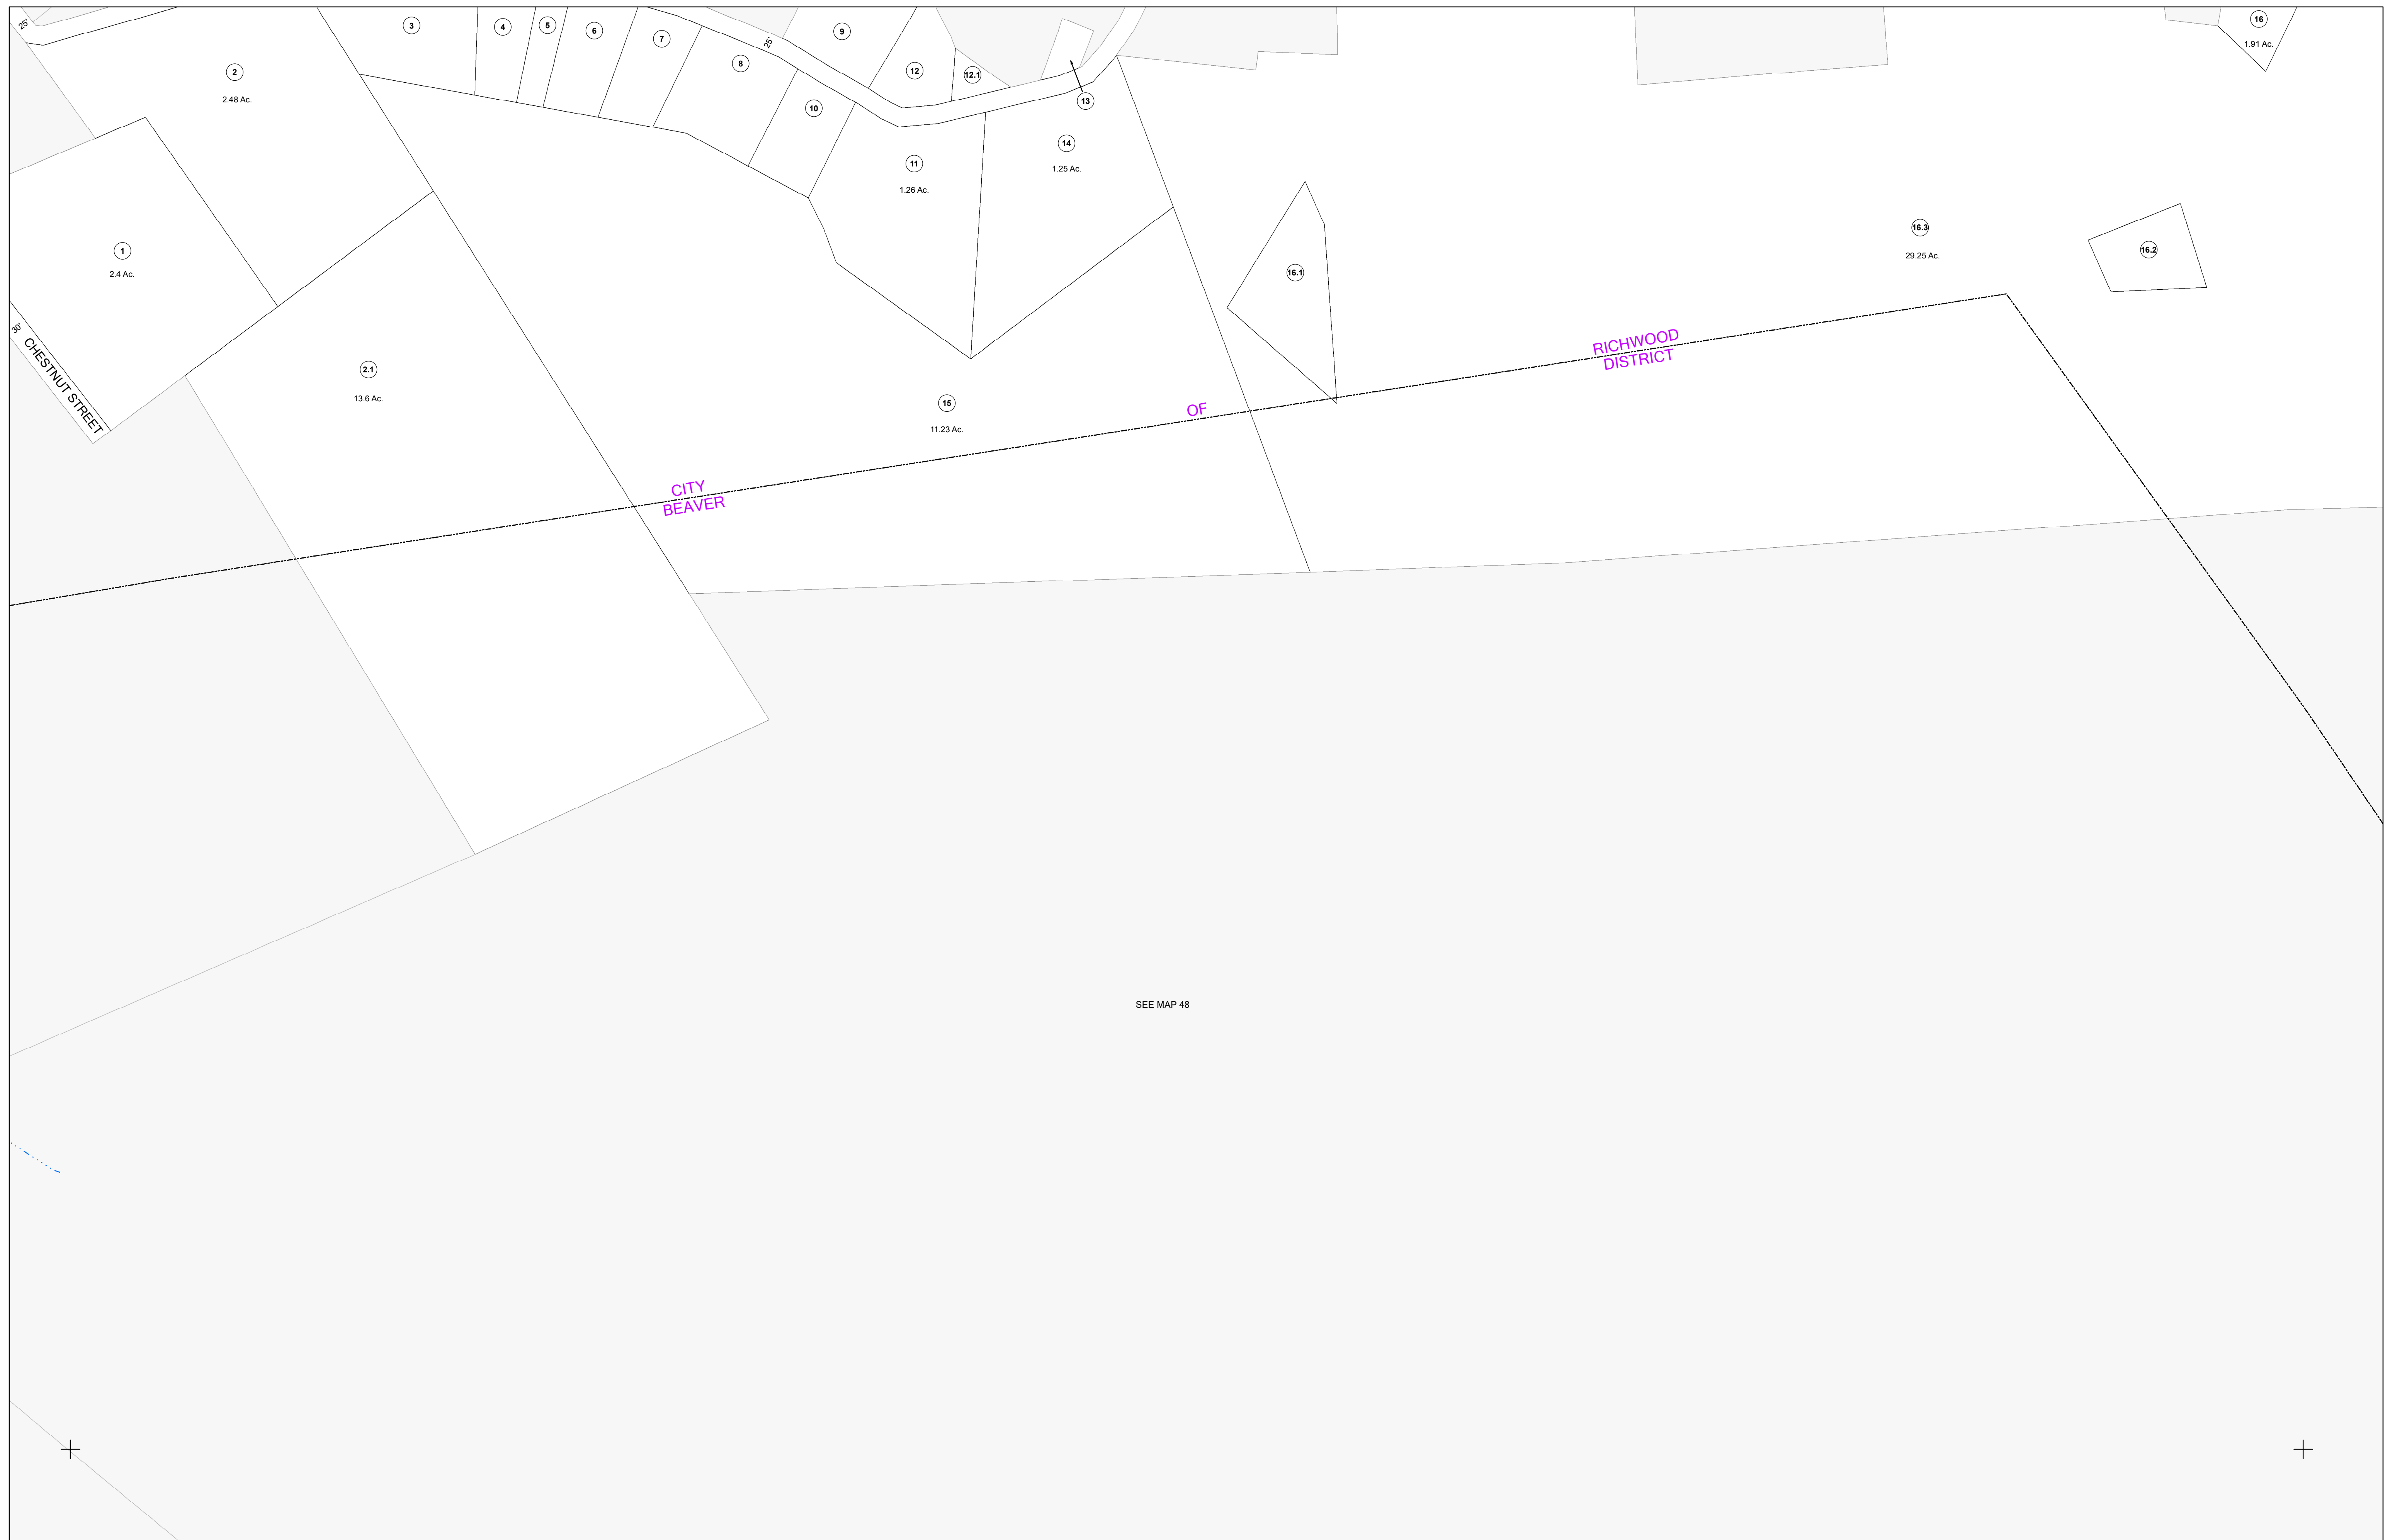 25'
3
4
5
6
7
8
25'
9
12
12.1
13
16
1.91 Ac.
2
2.48 Ac.
10
11
1.26 Ac.
14
1.25 Ac.
1
2.4 Ac.
16.1
16.3
29.25 Ac.
16.2
30'
CHESTNUT STREET
2.1
13.6 Ac.
15
11.23 Ac.
CITY OF RICHWOOD
BEAVER DISTRICT
SEE MAP 48